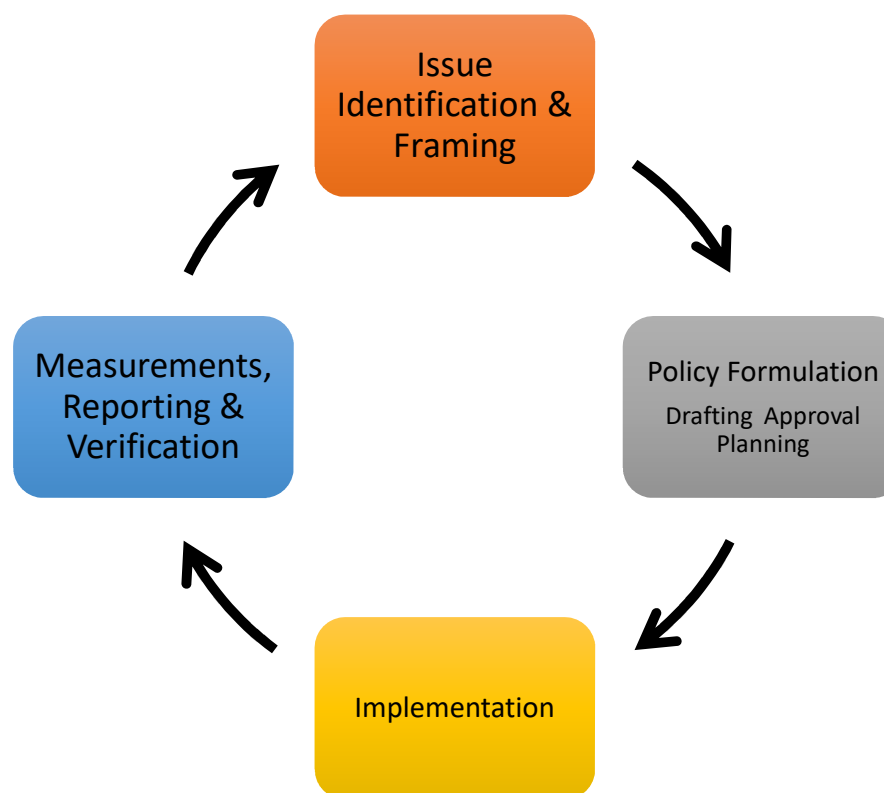 Issue
Identification &
Framing
Policy Formulation
Drafting Approval
Planning
Implementation
Measurements,
Reporting &
Verification